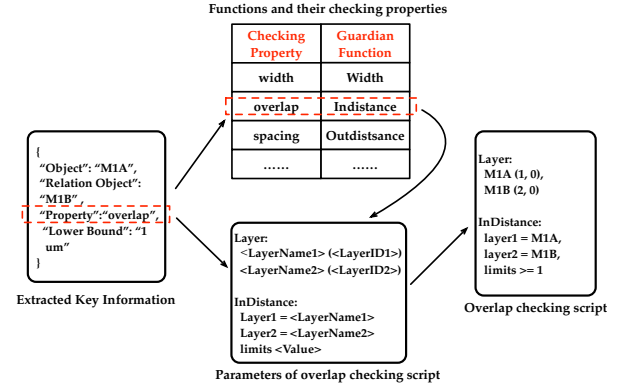 Functions and their checking properties
Checking Property
Guardian Function
width
Width
overlap
Indistance
spacing
Outdistsance
......
......
{
"Object": "M1A",
"Relation Object":
"M1B" ,
"Property":"overlap",
"Lower Bound": "1
um"
}
Extracted Key Information
Layer:
<LayerName1> (<LayerID1>)
<LayerName2> (<LayerID2>)
InDistance:
Layer1 = <LayerName1>
Layer2 = <LayerName2>
limits <Value>
Parameters of overlap checking script
Layer:
M1A (1, 0),
M1B (2, 0)
InDistance:
layer1 = M1A,
layer2 = M1B,
limits >= 1
Overlap checking script